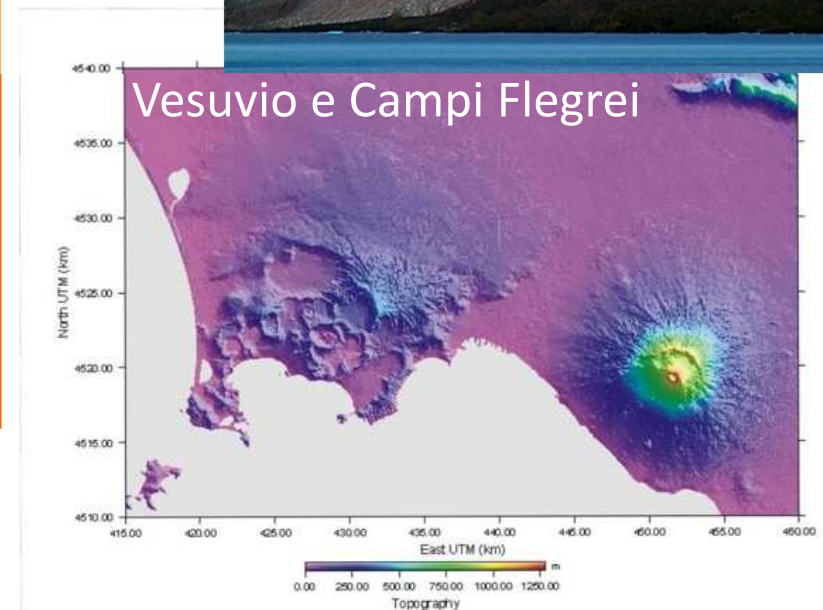 Vesuvio e Campi Flegrei
4540.00
4535.00
4530.00
4525.00
4520.00
4515.00
4510.00
North UTM (km)
415.00 420.00 425.00 430.00 435.00 440.00 445.00 450.00 455.00 460.00
East UTM (km)
m
0.00 250.00 500.00 750.00 1000.00 1250.00
Topography